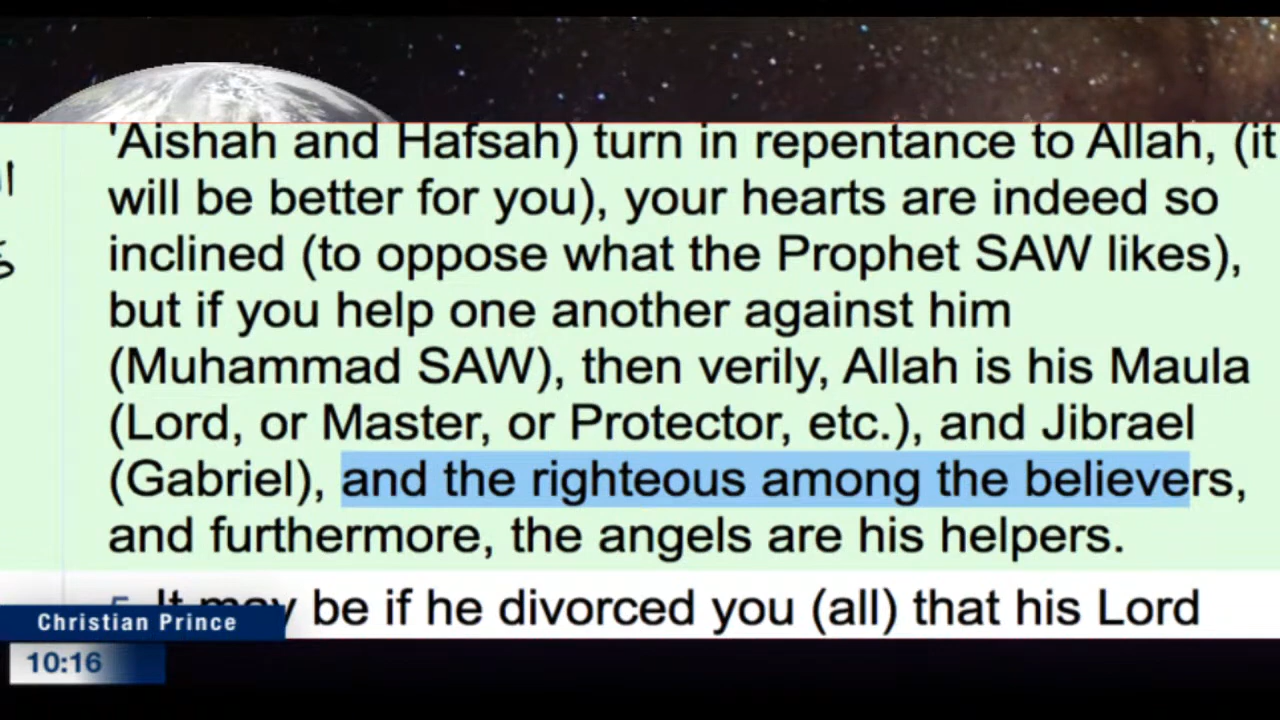 'Aishah and Hafsah) turn in repentance to Allah, (it
will be better for you), your hearts are indeed so
inclined (to oppose what the Prophet SAW likes),
but if you help one another against him
(Muhammad SAW), then verily, Allah is his Maula
(Lord, or Master, or Protector, etc.), and Jibrael
(Gabriel), and the righteous among the believers,
and furthermore, the angels are his helpers.
5. It may be if he divorced you (all) that his Lord
Christian Prince
10:16